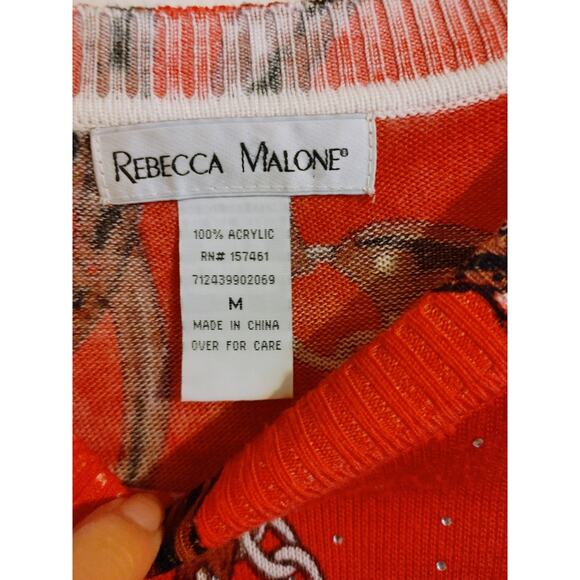 REBECCA MALONE®
100% ACRYLIC
RN# 157461
712439902069
M
MADE IN CHINA
OVER FOR CARE